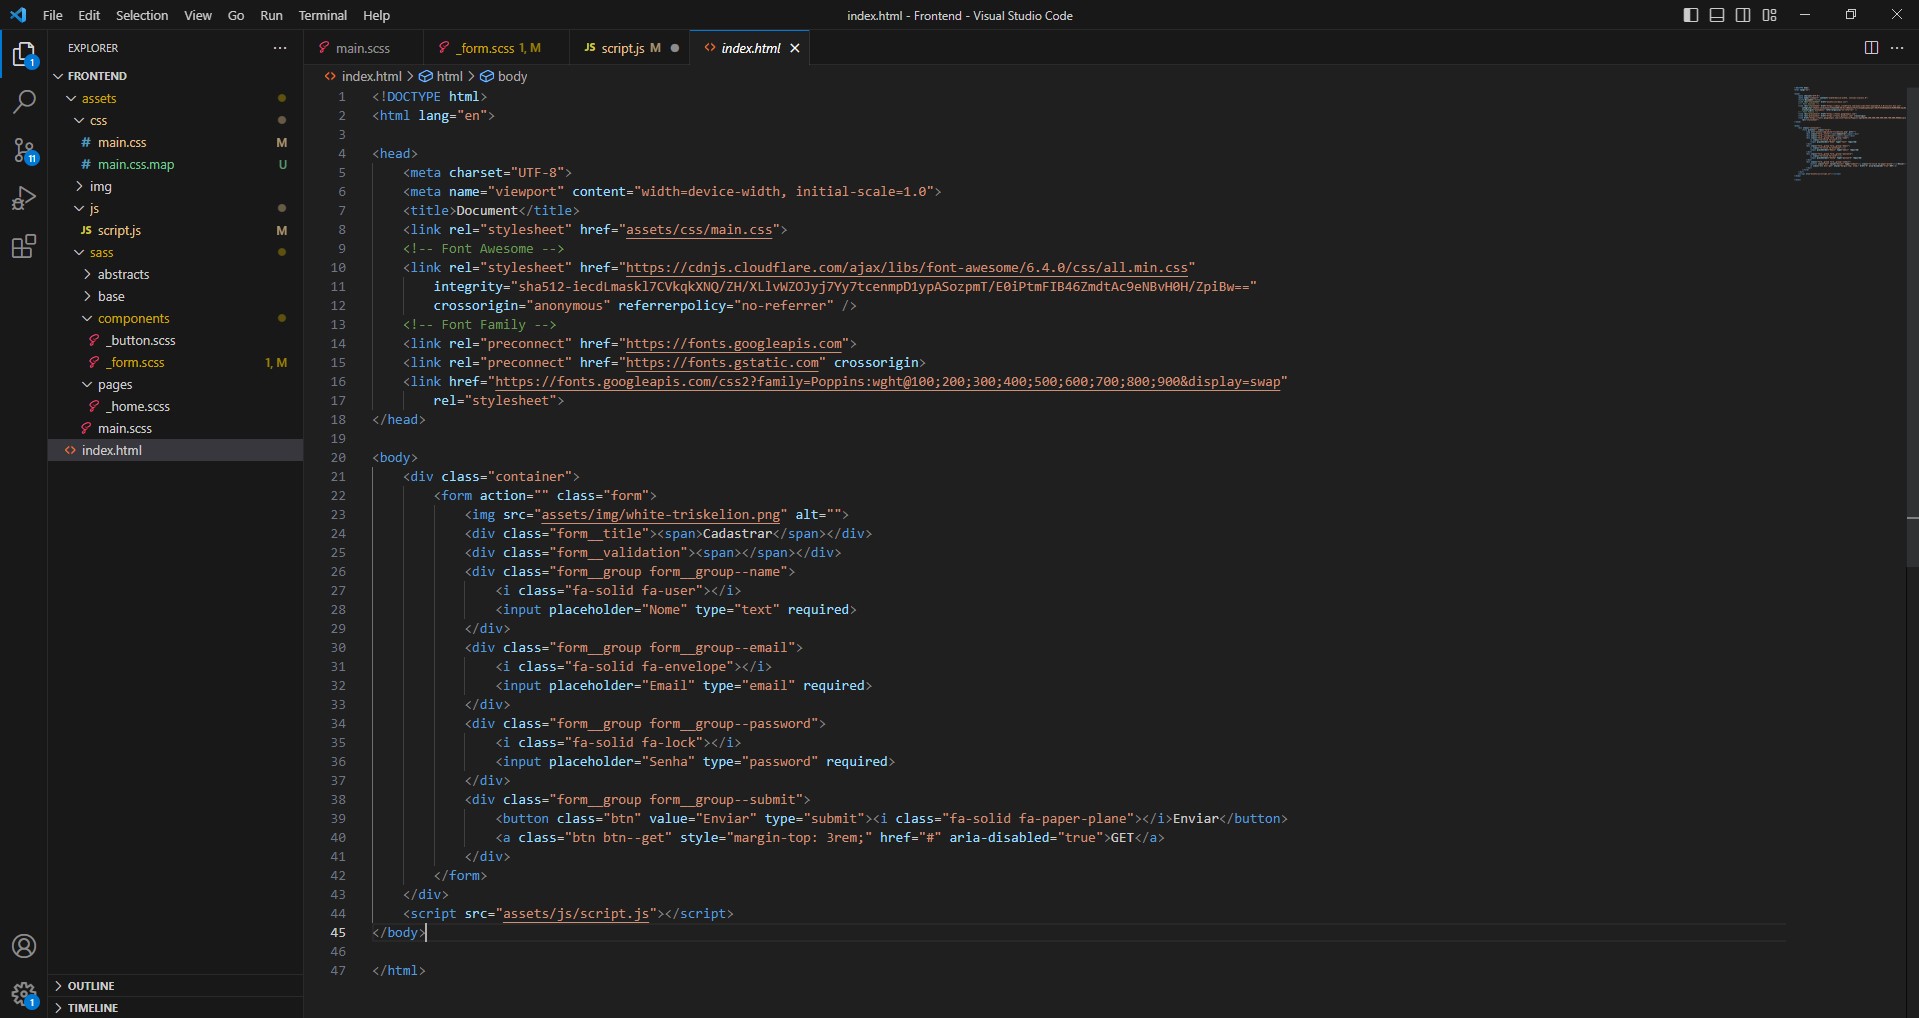 File Edit Selection View Go Run Terminal Help
index.html - Frontend - Visual Studio Code
EXPLORER
FRONTEND
assets
css
main.css M
main.css.map U
img
js
script.js M
sass
abstracts
base
components
_button.scss
_form.scss 1, M
pages
_home.scss
main.scss
index.html
OUTLINE
TIMELINE
1
11
1
main.scss _form.scss 1, M JS script.js M index.html
index.html > html > body
1 <!DOCTYPE html>
2 <html lang="en">
3
4 <head>
5 <meta charset="UTF-8">
6 <meta name="viewport" content="width=device-width, initial-scale=1.0">
7 <title>Document</title>
8 <link rel="stylesheet" href="assets/css/main.css">
9 <!-- Font Awesome -->
10 <link rel="stylesheet" href="https://cdnjs.cloudflare.com/ajax/libs/font-awesome/6.4.0/css/all.min.css"
11 integrity="sha512-iecdLmaskl7CVkqkXNQ/ZH/XLlvWZOJyj7Yy7tcenmpD1ypASozpmT/E0iPtmFIB46ZmdtAc9eNBvH0H/ZpiBw=="
12 crossorigin="anonymous" referrerpolicy="no-referrer" />
13 <!-- Font Family -->
14 <link rel="preconnect" href="https://fonts.googleapis.com">
15 <link rel="preconnect" href="https://fonts.gstatic.com" crossorigin>
16 <link href="https://fonts.googleapis.com/css2?family=Poppins:wght@100;200;300;400;500;600;700;800;900&display=swap"
17 rel="stylesheet">
18 </head>
19
20 <body>
21 <div class="container">
22 <form action="" class="form">
23 <img src="assets/img/white-triskelion.png" alt="">
24 <div class="form__title"><span>Cadastrar</span></div>
25 <div class="form__validation"><span></span></div>
26 <div class="form__group form__group--name">
27 <i class="fa-solid fa-user"></i>
28 <input placeholder="Nome" type="text" required>
29 </div>
30 <div class="form__group form__group--email">
31 <i class="fa-solid fa-envelope"></i>
32 <input placeholder="Email" type="email" required>
33 </div>
34 <div class="form__group form__group--password">
35 <i class="fa-solid fa-lock"></i>
36 <input placeholder="Senha" type="password" required>
37 </div>
38 <div class="form__group form__group--submit">
39 <button class="btn" value="Enviar" type="submit"><i class="fa-solid fa-paper-plane"></i>Enviar</button>
40 <a class="btn btn--get" style="margin-top: 3rem;" href="#" aria-disabled="true">GET</a>
41 </div>
42 </form>
43 </div>
44 <script src="assets/js/script.js"></script>
45 </body>
46
47 </html>